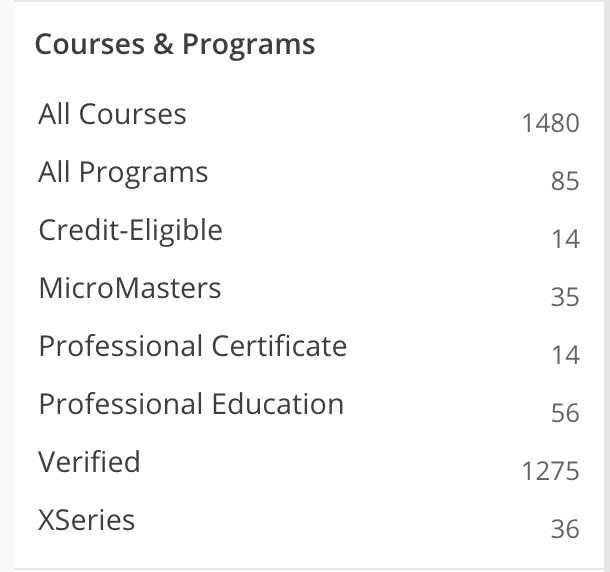 Courses & Programs
All Courses 1480
All Programs 85
Credit-Eligible 14
MicroMasters 35
Professional Certificate 14
Professional Education 56
Verified 1275
XSeries 36